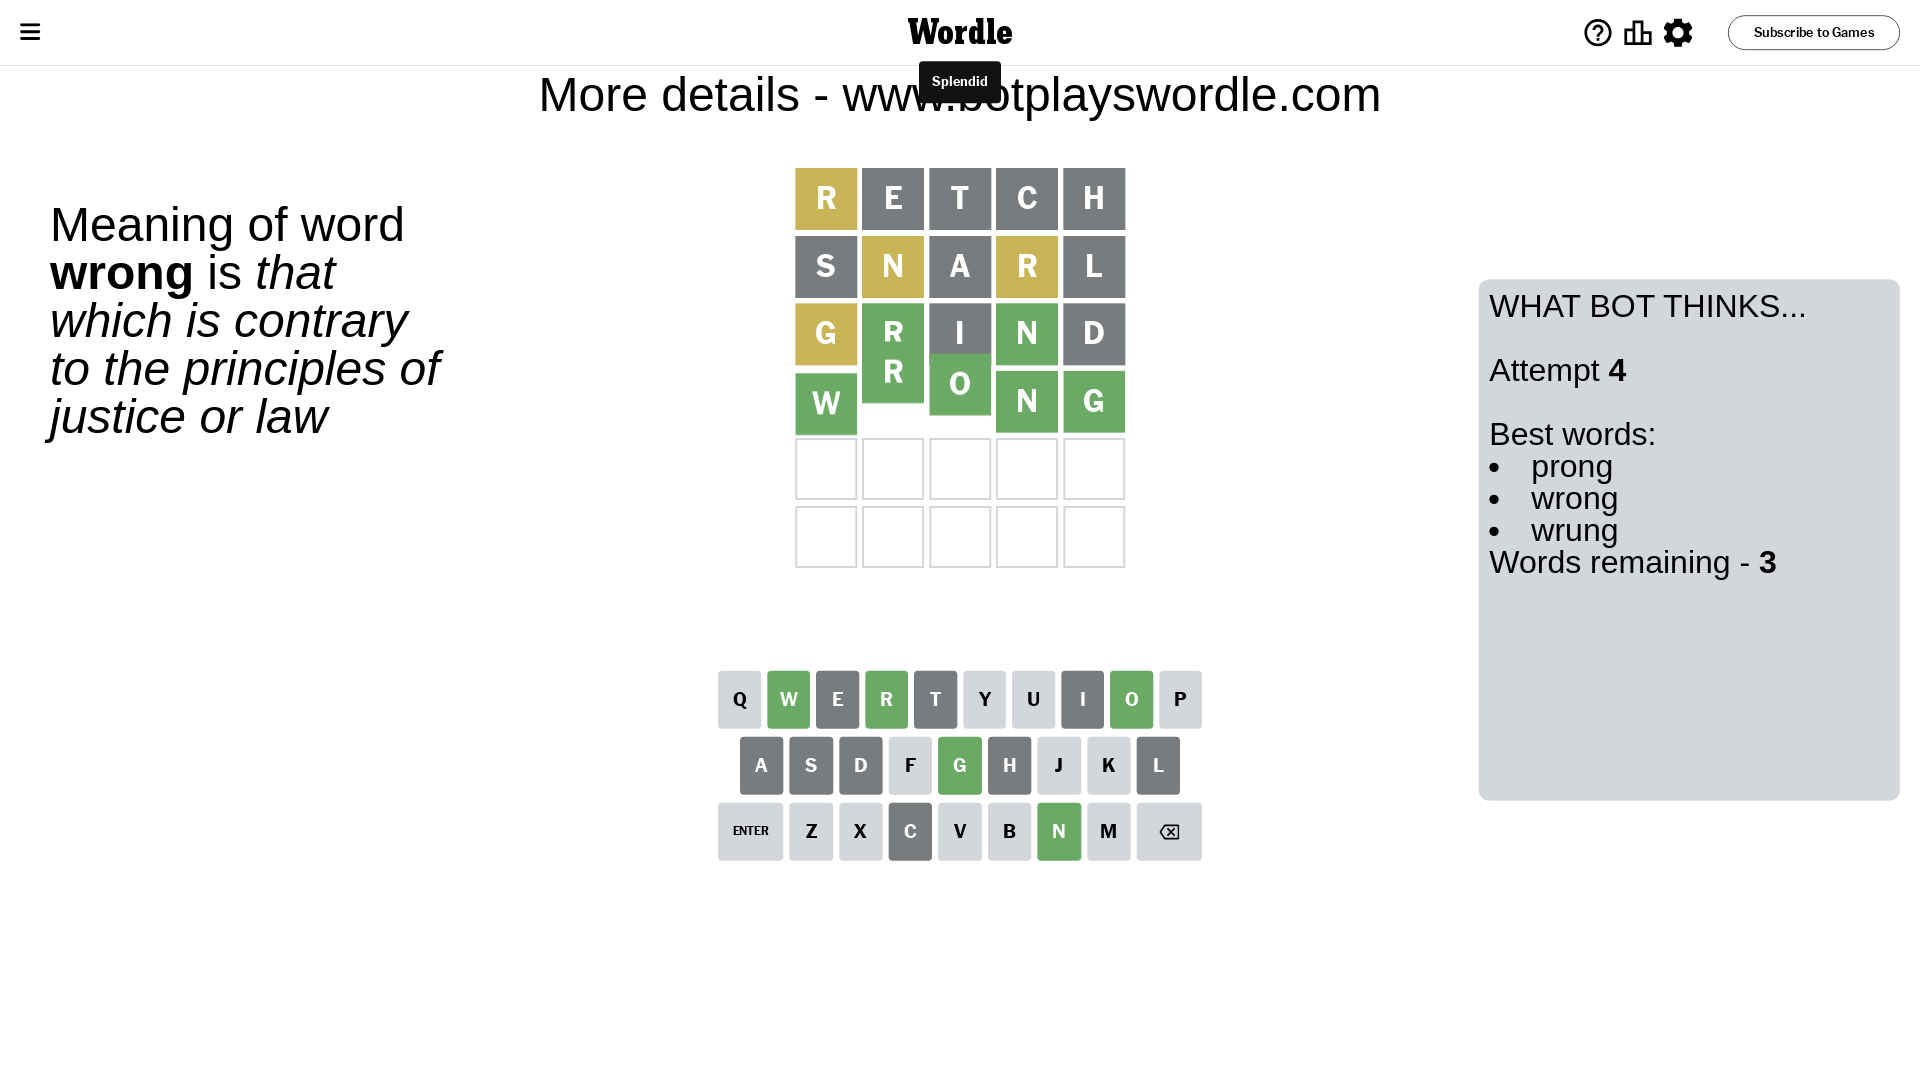 Wordle
Subscribe to Games
Splendid
More details - www.botplayswordle.com
Meaning of word
wrong is that
which is contrary
to the principles of
justice or law
R E T C H
S N A R L
G R I N D
W R O N G
WHAT BOT THINKS...
Attempt 4
Best words:
• prong
• wrong
• wrung
Words remaining - 3
Q W E R T Y U I O P
A S D F G H J K L
ENTER Z X C V B N M